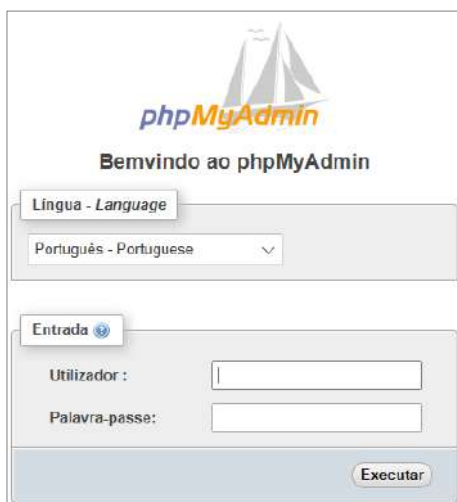 phpMyAdmin
Bemvindo ao phpMyAdmin
Língua - Language
Português - Portuguese
Entrada
Utilizador :
Palavra-passe:
Executar